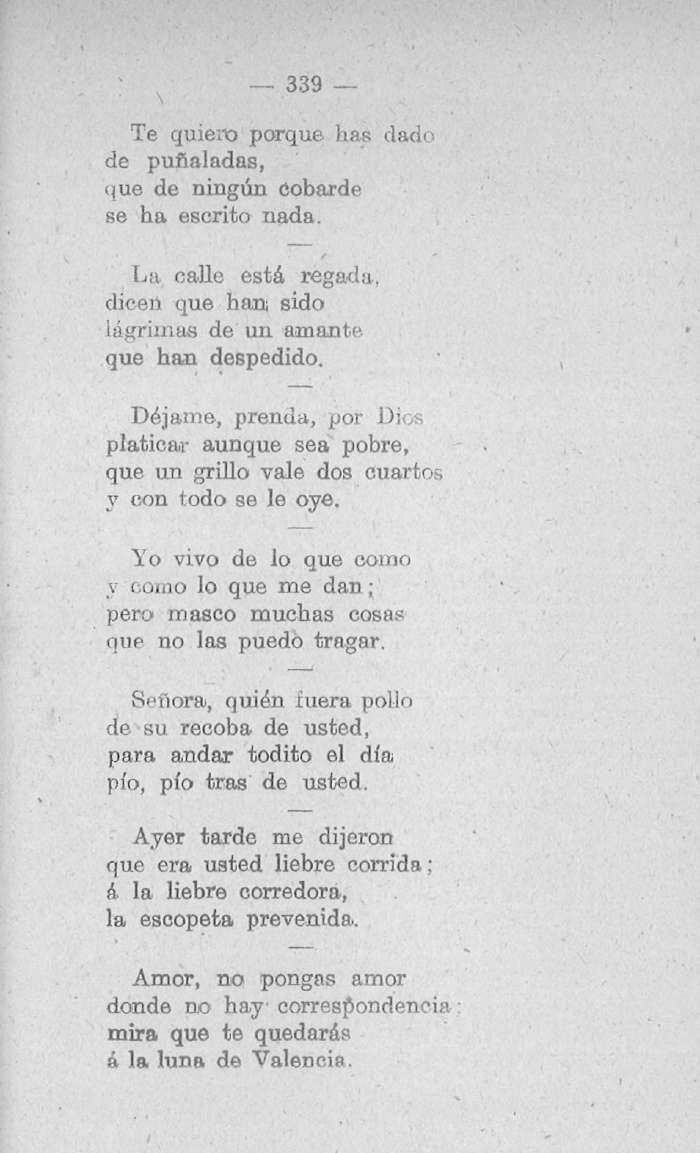 — 339 —
Te quiero porque has dado
de puñaladas,
que de ningún cobarde
se ha escrito nada.
—
La calle está regada,
dicen que han sido
lágrimas de un amante
que han despedido.
—
Déjame, prenda, por Dios
platicar aunque sea pobre,
que un grillo vale dos cuartos
y con todo se le oye.
—
Yo vivo de lo que como
y como lo que me dan;
pero masco muchas cosas
que no las puedo tragar.
—
Señora, quién fuera pollo
de su recoba de usted,
para andar todito el día
pío, pío tras de usted.
—
Ayer tarde me dijeron
que era usted liebre corrida;
á la liebre corredora,
la escopeta prevenida.
—
Amor, no pongas amor
donde no hay correspondencia:
mira que te quedarás
á la luna de Valencia.